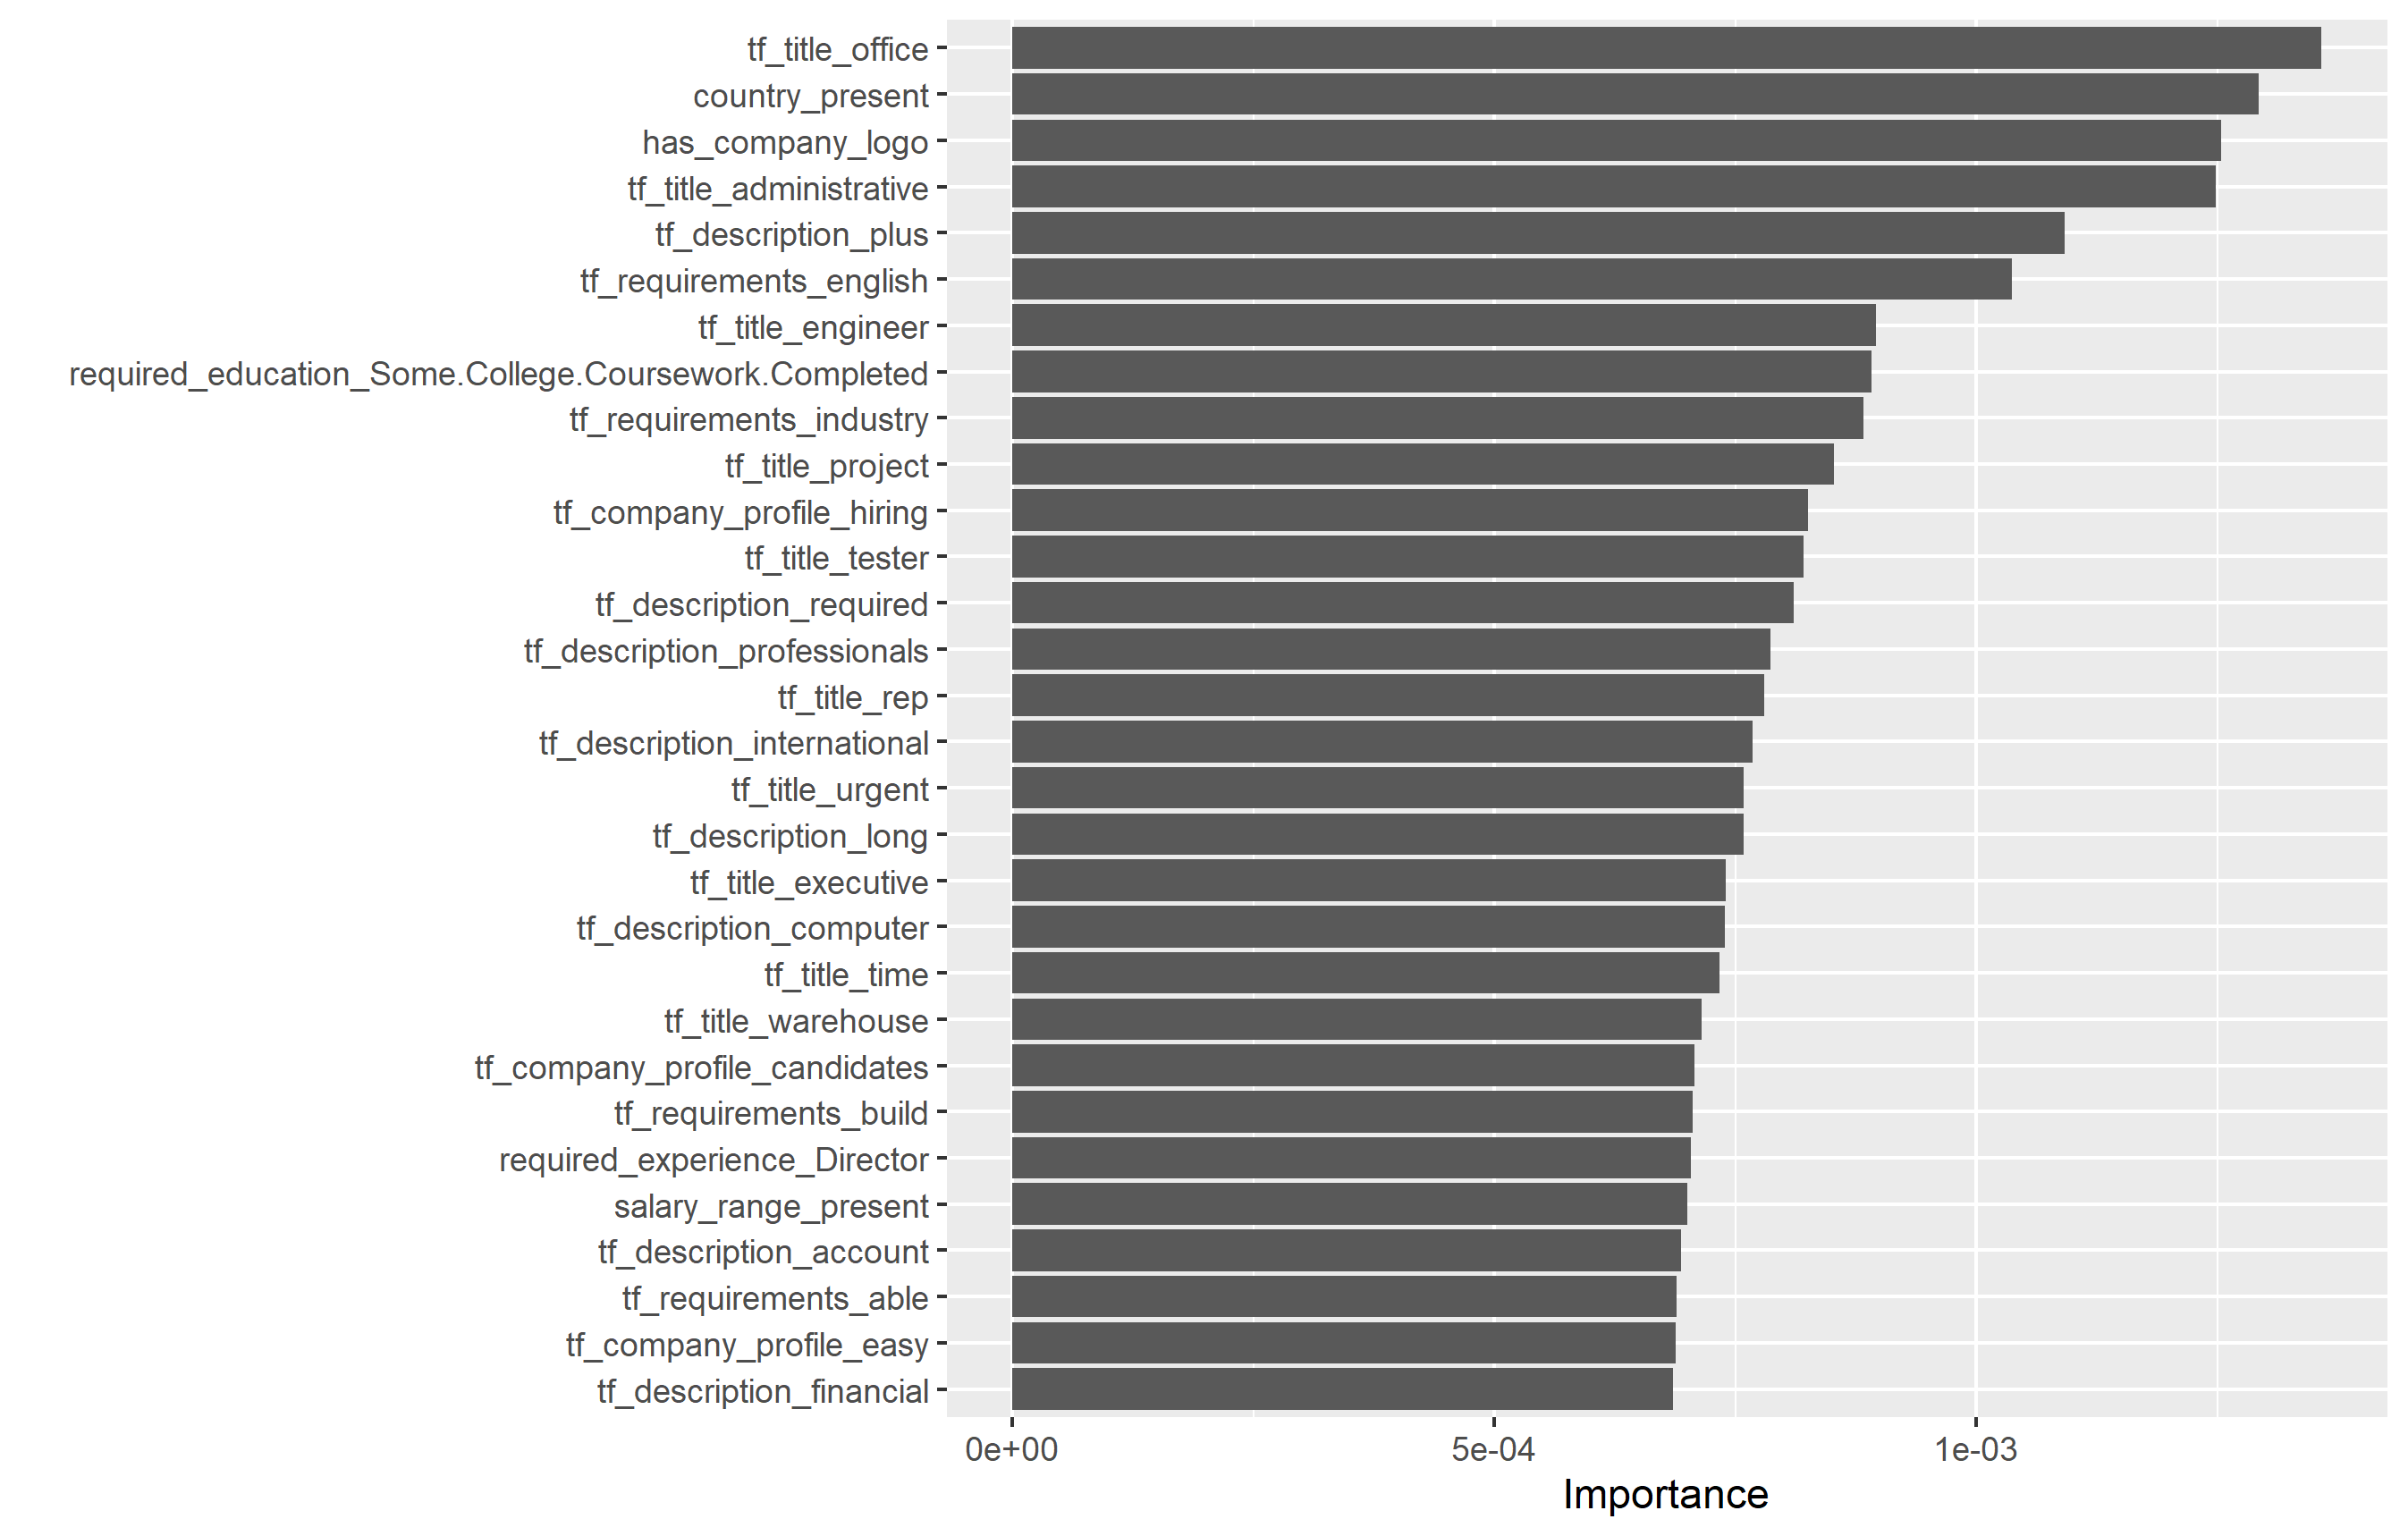 tf_title_office
country_present
has_company_logo
tf_title_administrative
tf_description_plus
tf_requirements_english
tf_title_engineer
required_education_Some.College.Coursework.Completed
tf_requirements_industry
tf_title_project
tf_company_profile_hiring
tf_title_tester
tf_description_required
tf_description_professionals
tf_title_rep
tf_description_international
tf_title_urgent
tf_description_long
tf_title_executive
tf_description_computer
tf_title_time
tf_title_warehouse
tf_company_profile_candidates
tf_requirements_build
required_experience_Director
salary_range_present
tf_description_account
tf_requirements_able
tf_company_profile_easy
tf_description_financial
0e+00 5e-04 1e-03
Importance